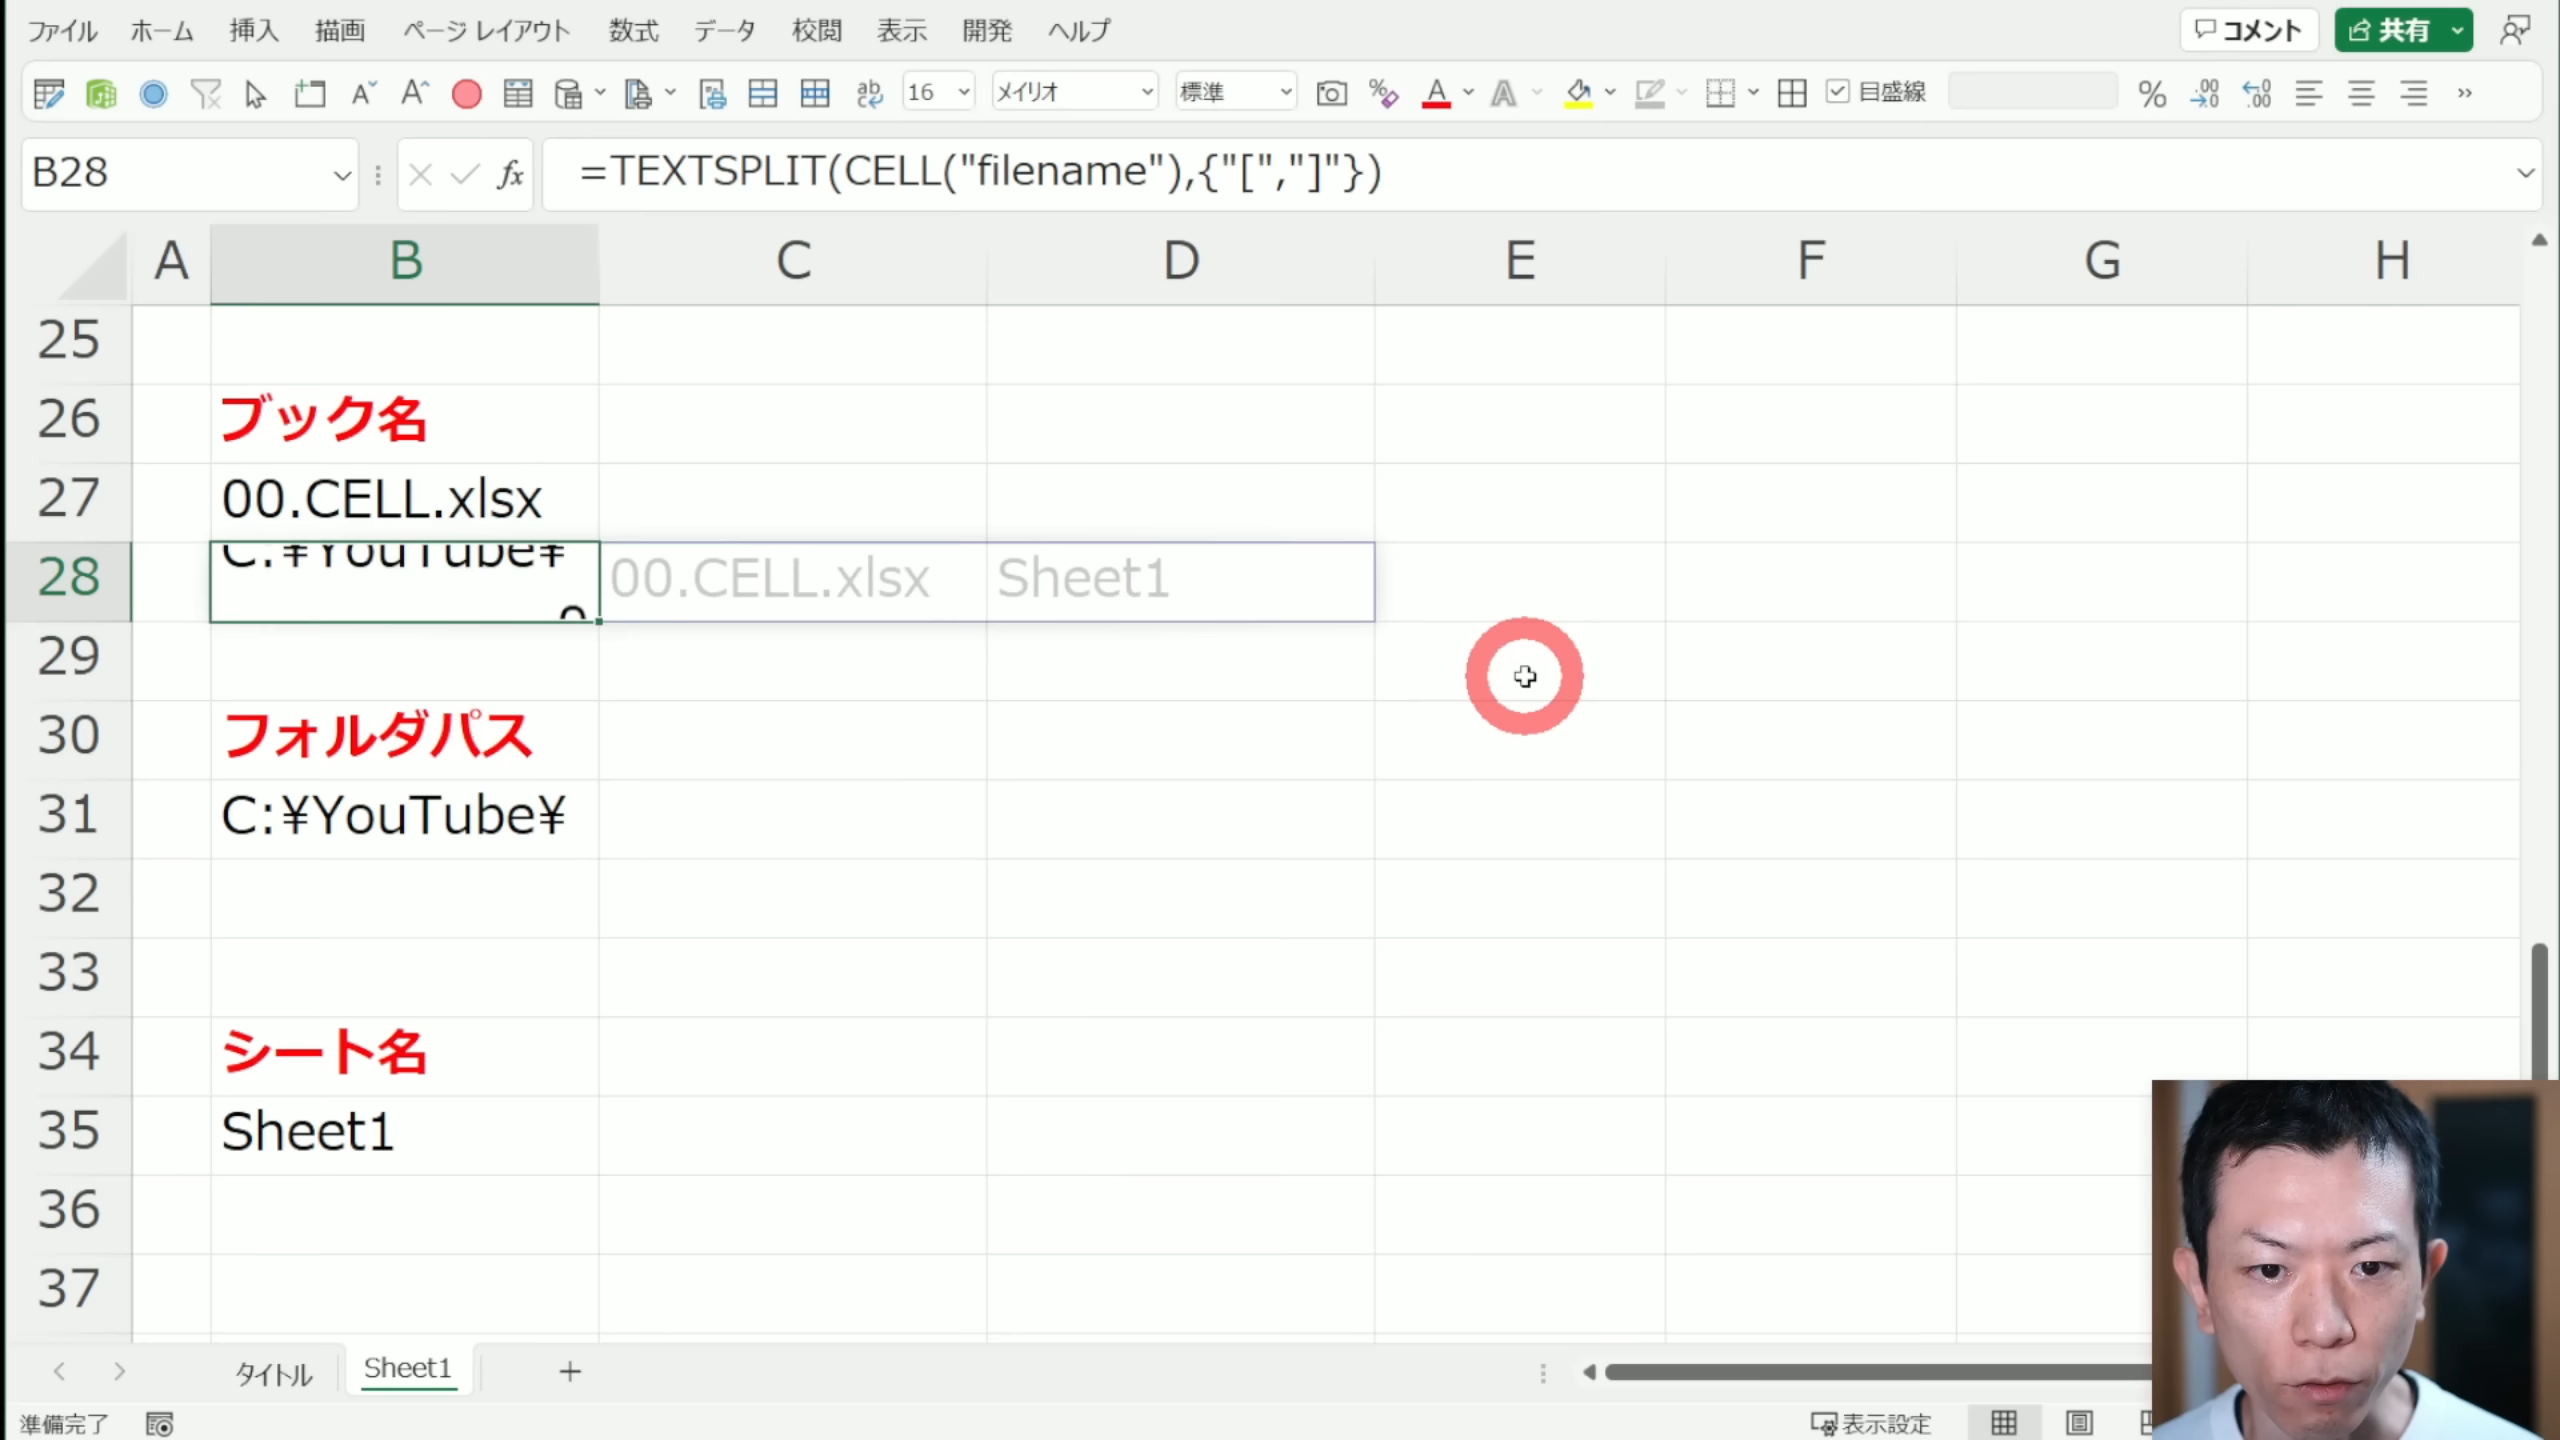 ファイル ホーム 挿入 描画 ページ レイアウト 数式 データ 校閲 表示 開発 ヘルプ コメント 共有
16 メイリオ 標準 目盛線
B28 fx =TEXTSPLIT(CELL("filename"),{"[","]"})
A B C D E F G H
25
26 ブック名
27 00.CELL.xlsx
28 C:¥YouTube¥ 00.CELL.xlsx Sheet1
29
30 フォルダパス
31 C:¥YouTube¥
32
33
34 シート名
35 Sheet1
36
37
タイトル Sheet1
準備完了 表示設定